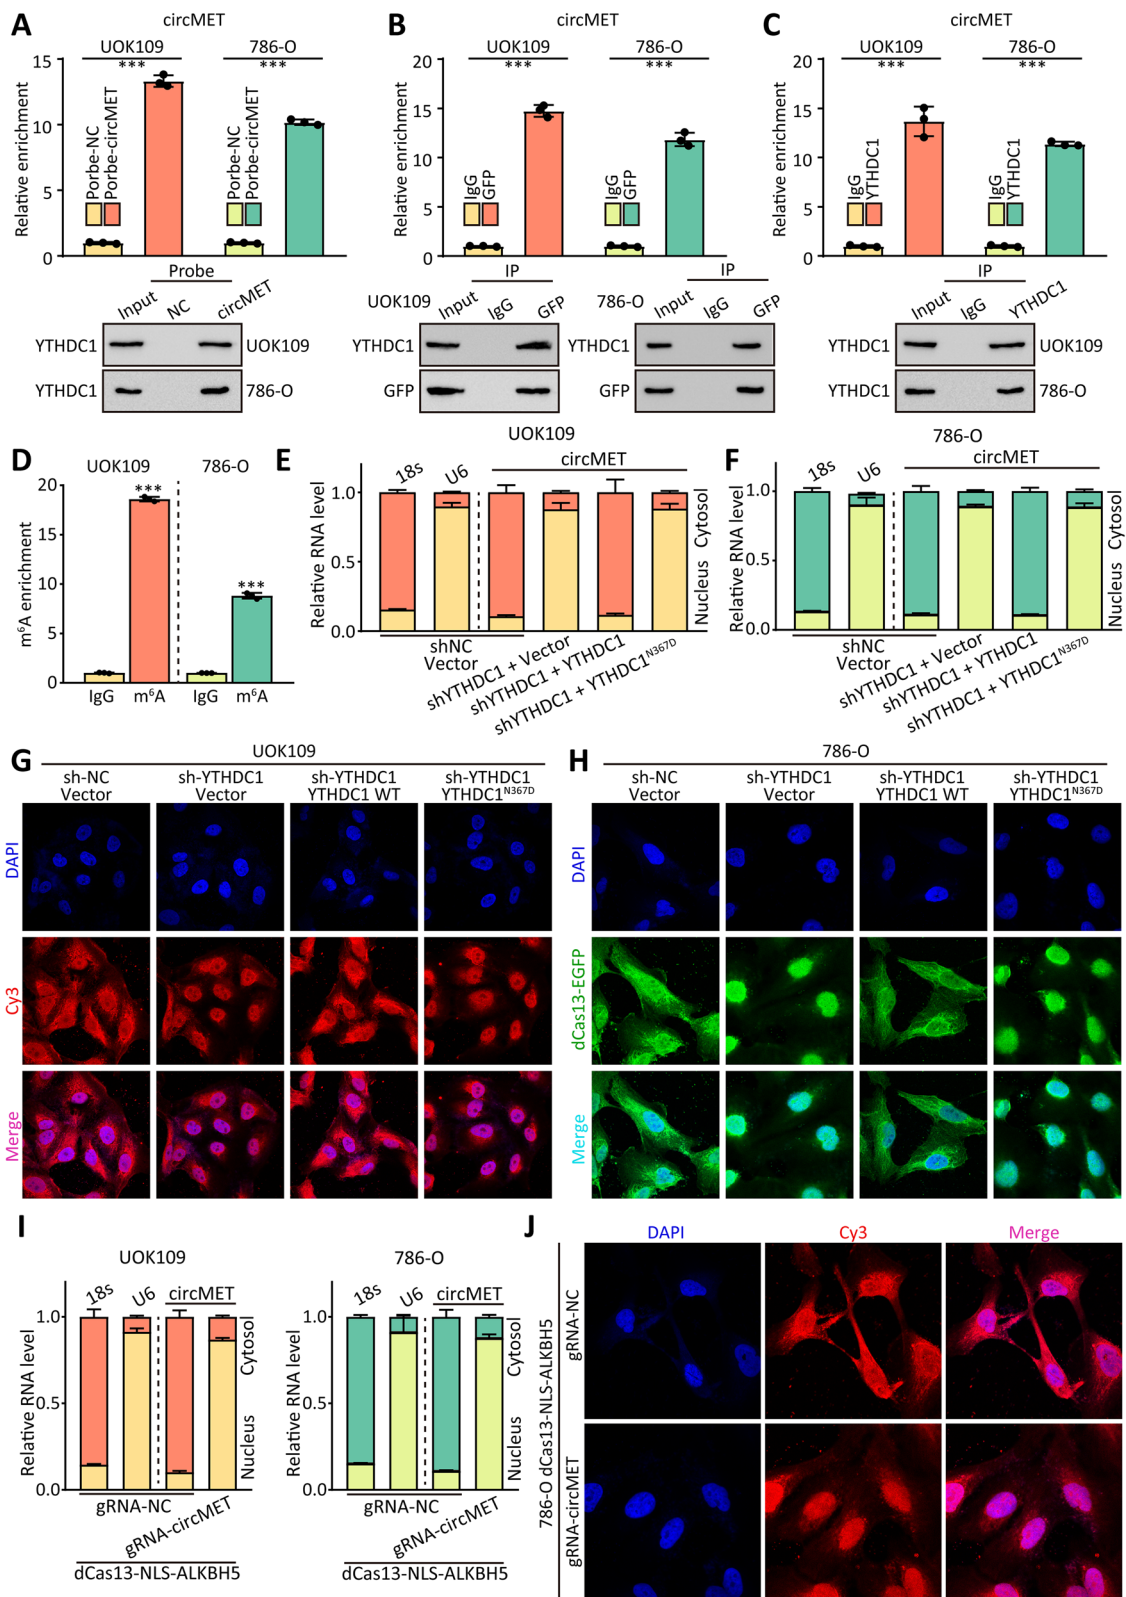 A
circMET
UOK109
786-O
***
***
Relative enrichment
15
10
5
0
Porbe-NC
Porbe-circMET
Porbe-NC
Porbe-circMET
Probe
Input
NC
circMET
YTHDC1
UOK109
YTHDC1
786-O
B
circMET
UOK109
786-O
***
***
Relative enrichment
20
15
10
5
0
IgG
GFP
IgG
GFP
IP
IP
UOK109
Input
IgG
GFP
786-O
Input
IgG
GFP
YTHDC1
YTHDC1
GFP
GFP
C
circMET
UOK109
786-O
***
***
Relative enrichment
20
15
10
5
0
IgG
YTHDC1
IgG
YTHDC1
IP
Input
IgG
YTHDC1
YTHDC1
UOK109
YTHDC1
786-O
D
UOK109
786-O
***
***
m⁶A enrichment
20
15
10
5
0
IgG
m⁶A
IgG
m⁶A
E
UOK109
18s
U6
circMET
Relative RNA level
1.0
0.5
0.0
Nucleus
Cytosol
shNC
Vector
shYTHDC1 + Vector
shYTHDC1 + YTHDC1
shYTHDC1 + YTHDC1ᴺ³⁶⁷ᴰ
F
786-O
18s
U6
circMET
Relative RNA level
1.0
0.5
0.0
Nucleus
Cytosol
shNC
Vector
shYTHDC1 + Vector
shYTHDC1 + YTHDC1
shYTHDC1 + YTHDC1ᴺ³⁶⁷ᴰ
G
UOK109
sh-NC
Vector
sh-YTHDC1
Vector
sh-YTHDC1
YTHDC1 WT
sh-YTHDC1
YTHDC1ᴺ³⁶⁷ᴰ
DAPI
Cy3
Merge
H
786-O
sh-NC
Vector
sh-YTHDC1
Vector
sh-YTHDC1
YTHDC1 WT
sh-YTHDC1
YTHDC1ᴺ³⁶⁷ᴰ
DAPI
dCas13-EGFP
Merge
I
UOK109
18s
U6
circMET
Relative RNA level
1.0
0.5
0.0
Nucleus
Cytosol
gRNA-NC
gRNA-circMET
dCas13-NLS-ALKBH5
786-O
18s
U6
circMET
Relative RNA level
1.0
0.5
0.0
Nucleus
Cytosol
gRNA-NC
gRNA-circMET
dCas13-NLS-ALKBH5
J
DAPI
Cy3
Merge
786-O dCas13-NLS-ALKBH5
gRNA-NC
gRNA-circMET